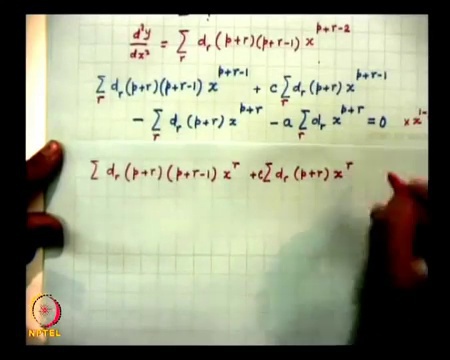 d²y/dx² = Σ_r d_r (p+r)(p+r-1) x^{p+r-2}
Σ_r d_r (p+r)(p+r-1) x^{p+r-1} + c Σ_r d_r (p+r) x^{p+r-1}
- Σ_r d_r (p+r) x^{p+r} - a Σ_r d_r x^{p+r} = 0 × x^{1-
Σ d_r (p+r)(p+r-1) x^r + c Σ d_r (p+r) x^r
NPTEL